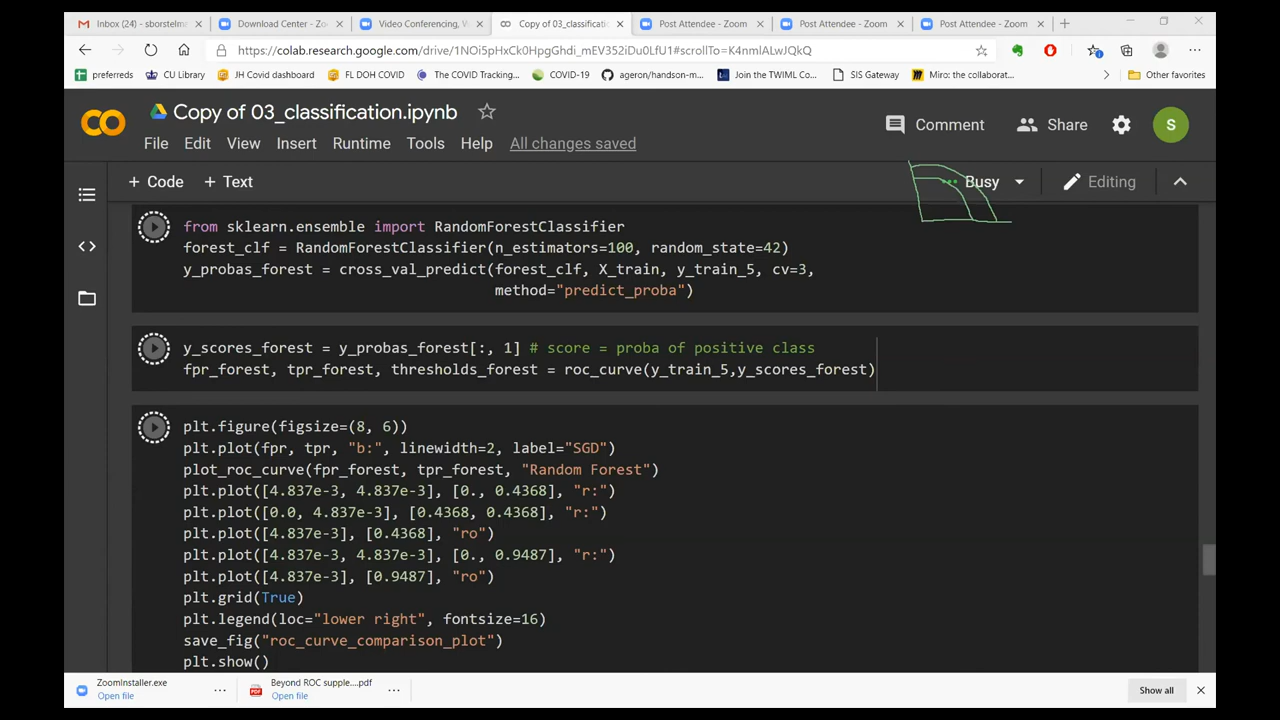 Inbox (24) - sborstelm
Download Center - Zo
Video Conferencing, W
Copy of 03_classificati
Post Attendee - Zoom
Post Attendee - Zoom
Post Attendee - Zoom
https://colab.research.google.com/drive/1NOi5pHxCk0HpgGhdi_mEV352iDu0LfU1#scrollTo=K4nmlALwJQkQ
preferreds
CU Library
JH Covid dashboard
FL DOH COVID
The COVID Tracking...
COVID-19
ageron/handson-m...
Join the TWIML Co...
SIS Gateway
Miro: the collaborat...
Other favorites
CO
Copy of 03_classification.ipynb
Comment
Share
S
File Edit View Insert Runtime Tools Help All changes saved
+ Code + Text
Busy
Editing
from sklearn.ensemble import RandomForestClassifier
forest_clf = RandomForestClassifier(n_estimators=100, random_state=42)
y_probas_forest = cross_val_predict(forest_clf, X_train, y_train_5, cv=3,
method="predict_proba")
y_scores_forest = y_probas_forest[:, 1] # score = proba of positive class
fpr_forest, tpr_forest, thresholds_forest = roc_curve(y_train_5,y_scores_forest)
plt.figure(figsize=(8, 6))
plt.plot(fpr, tpr, "b:", linewidth=2, label="SGD")
plot_roc_curve(fpr_forest, tpr_forest, "Random Forest")
plt.plot([4.837e-3, 4.837e-3], [0., 0.4368], "r:")
plt.plot([0.0, 4.837e-3], [0.4368, 0.4368], "r:")
plt.plot([4.837e-3], [0.4368], "ro")
plt.plot([4.837e-3, 4.837e-3], [0., 0.9487], "r:")
plt.plot([4.837e-3], [0.9487], "ro")
plt.grid(True)
plt.legend(loc="lower right", fontsize=16)
save_fig("roc_curve_comparison_plot")
plt.show()
ZoomInstaller.exe
Open file
Beyond ROC supple....pdf
Open file
Show all